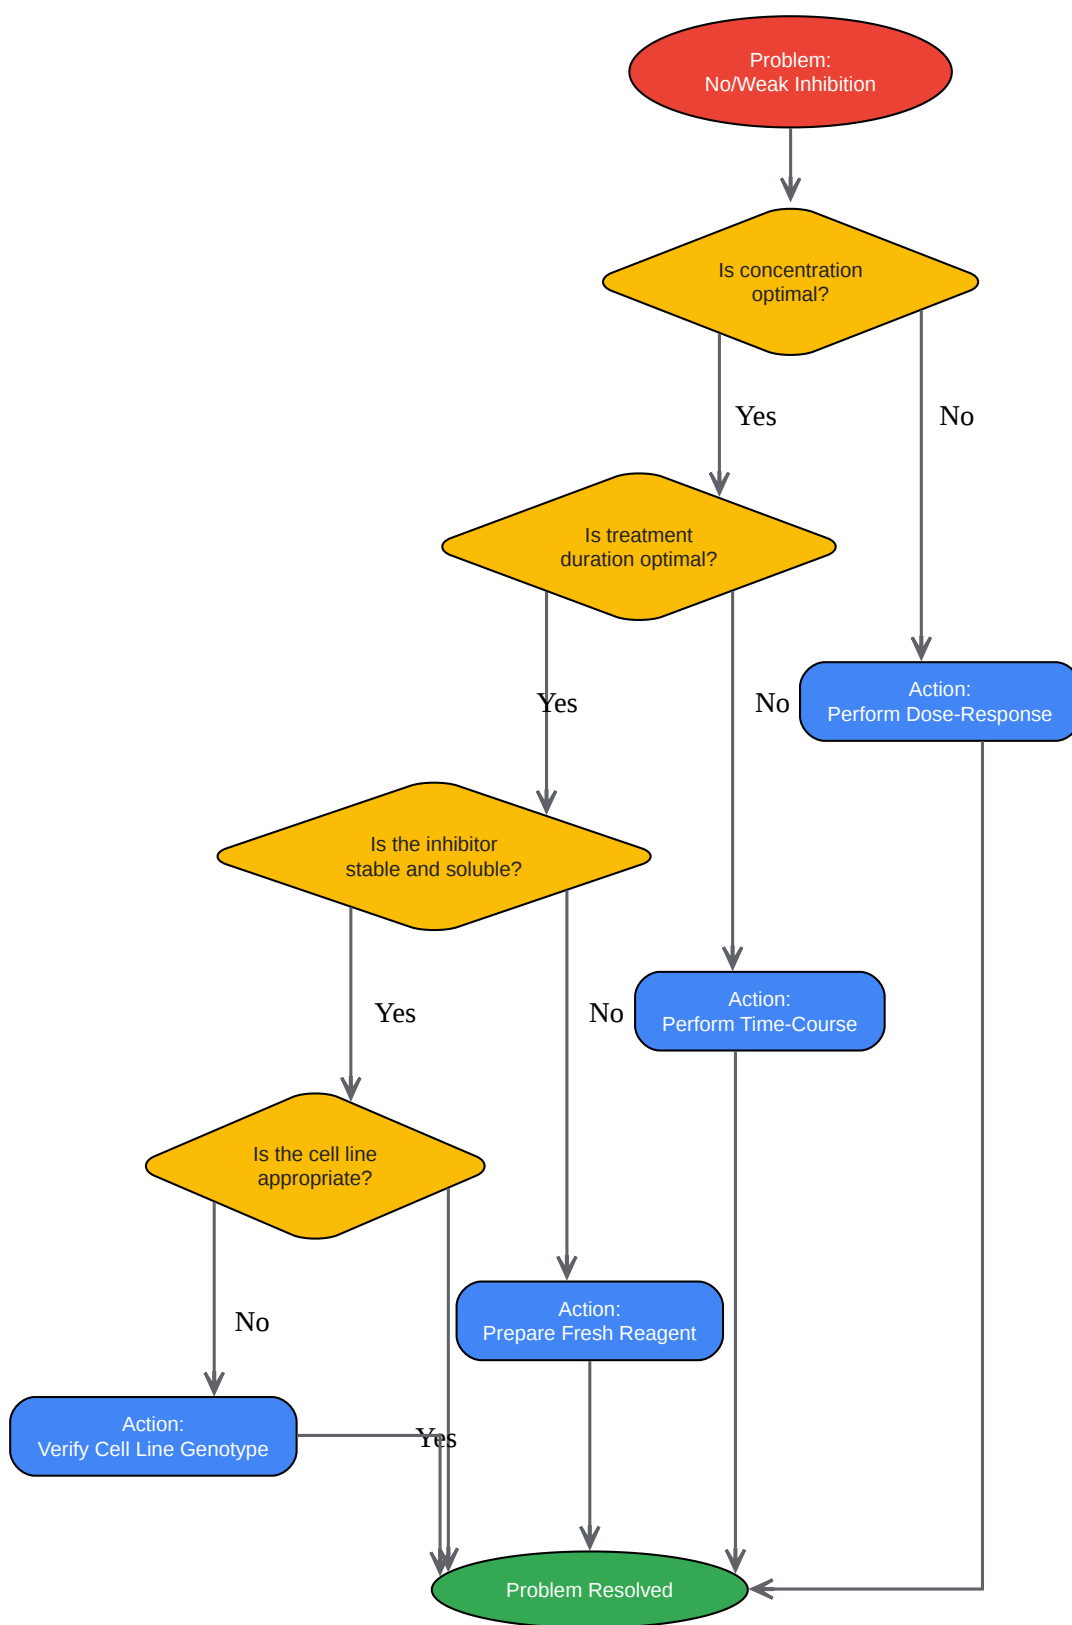 Problem:
No/Weak Inhibition
Is concentration
optimal?
Yes
No
Is treatment
duration optimal?
Yes
No
Action:
Perform Dose-Response
Is the inhibitor
stable and soluble?
Yes
No
Action:
Perform Time-Course
Is the cell line
appropriate?
No
Action:
Prepare Fresh Reagent
Action:
Verify Cell Line Genotype
Yes
Problem Resolved